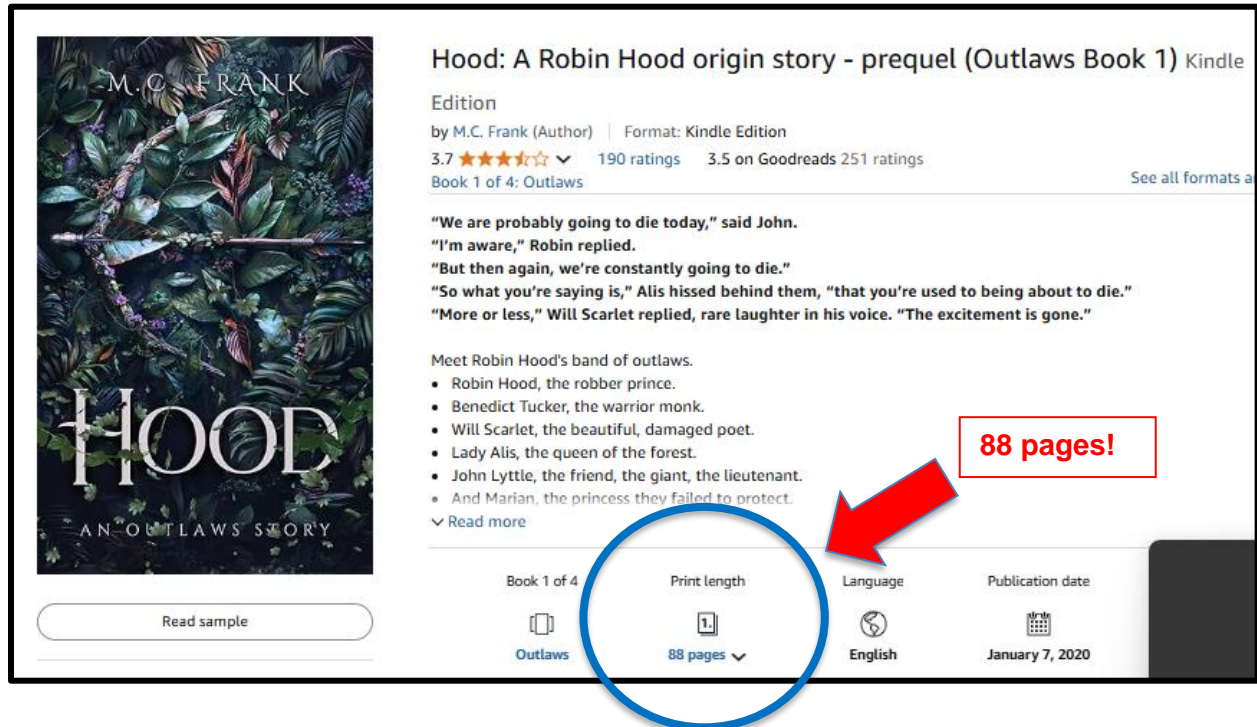 M.C. FRANK
HOOD
AN OUTLAWS STORY
Read sample
Hood: A Robin Hood origin story - prequel (Outlaws Book 1) Kindle
Edition
by M.C. Frank (Author) Format: Kindle Edition
3.7 190 ratings 3.5 on Goodreads 251 ratings
Book 1 of 4: Outlaws
See all formats a
“We are probably going to die today,” said John.
“I’m aware,” Robin replied.
“But then again, we’re constantly going to die.”
“So what you’re saying is,” Alis hissed behind them, “that you’re used to being about to die.”
“More or less,” Will Scarlet replied, rare laughter in his voice. “The excitement is gone.”
Meet Robin Hood's band of outlaws.
• Robin Hood, the robber prince.
• Benedict Tucker, the warrior monk.
• Will Scarlet, the beautiful, damaged poet.
• Lady Alis, the queen of the forest.
• John Lyttle, the friend, the giant, the lieutenant.
• And Marian, the princess they failed to protect.
Read more
88 pages!
Book 1 of 4 Print length Language Publication date
1.
Outlaws 88 pages English January 7, 2020